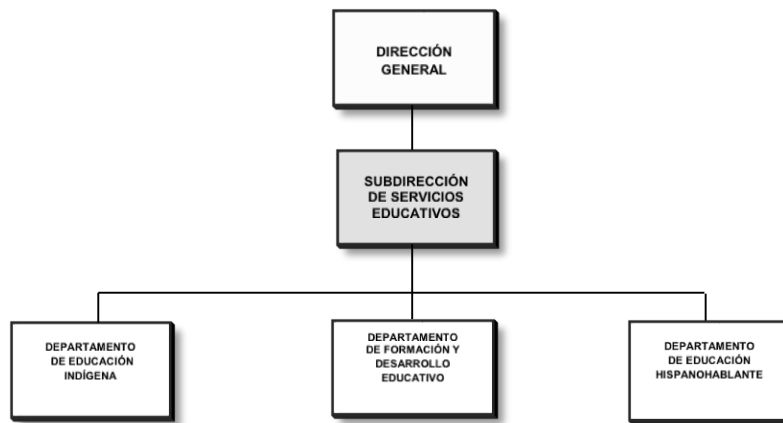 DIRECCIÓN
GENERAL
SUBDIRECCIÓN
DE SERVICIOS
EDUCATIVOS
DEPARTAMENTO
DE EDUCACIÓN
INDÍGENA
DEPARTAMENTO
DE FORMACIÓN Y
DESARROLLO
EDUCATIVO
DEPARTAMENTO
DE EDUCACIÓN
HISPANOHABLANTE